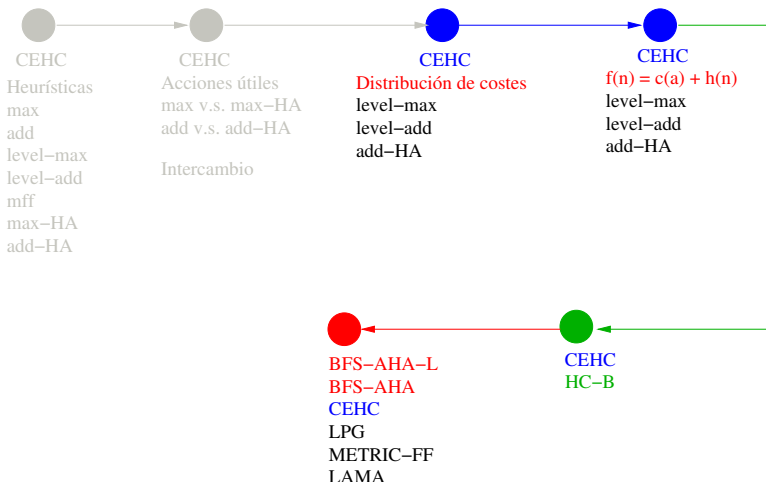 CEHC
Heurísticas
max
add
level−max
level−add
mff
max−HA
add−HA
CEHC
Acciones útiles
max v.s. max−HA
add v.s. add−HA
Intercambio
CEHC
Distribución de costes
level−max
level−add
add−HA
CEHC
f(n) = c(a) + h(n)
level−max
level−add
add−HA
BFS−AHA−L
BFS−AHA
CEHC
LPG
METRIC−FF
LAMA
CEHC
HC−B